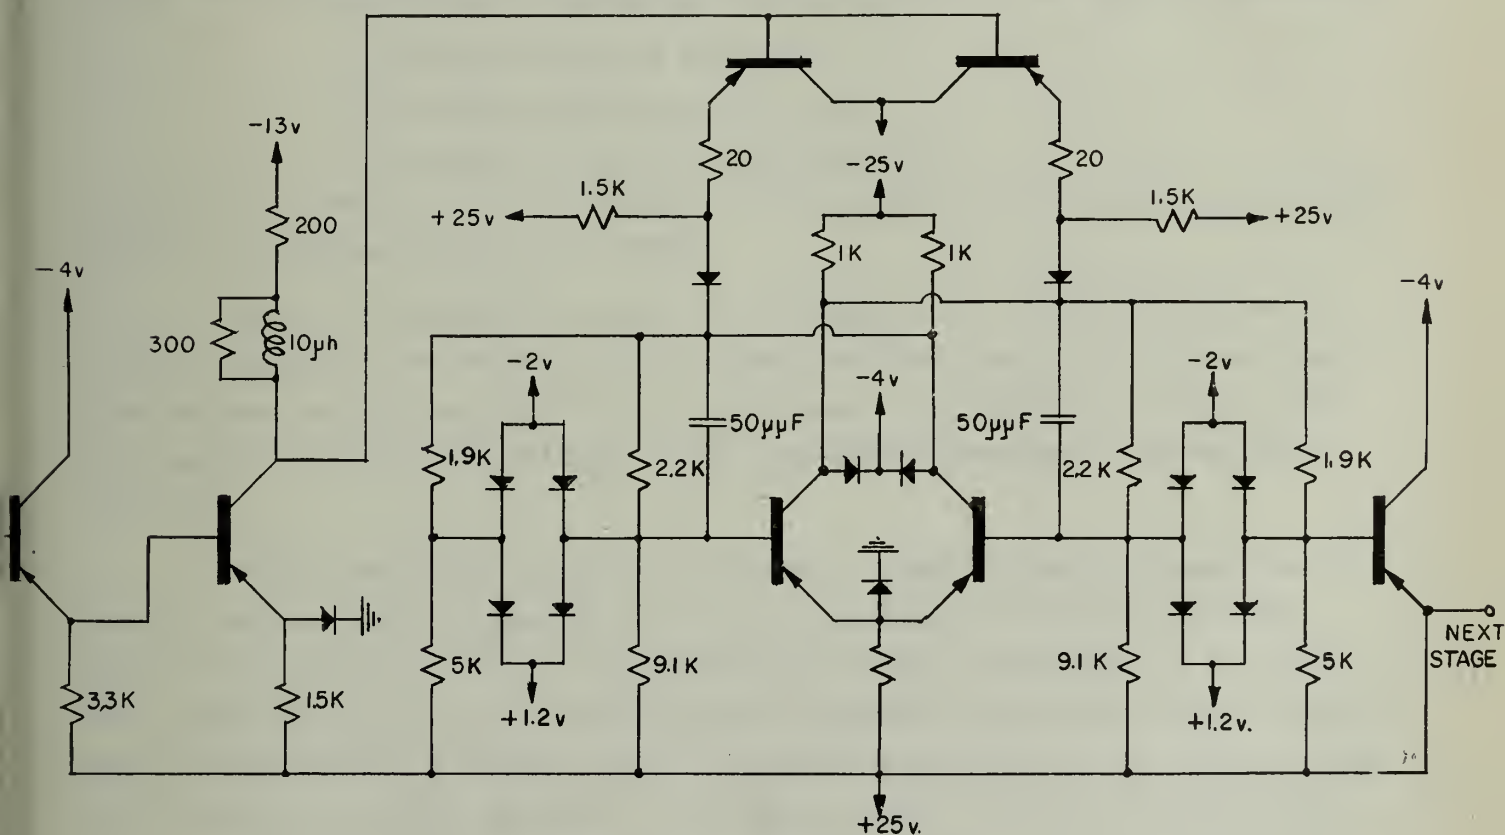 -13v
200
-4v
300
10µh
3,3K
1.5K
20
20
-25v
1.5K
+25v
1.5K
+25v
1K
1K
-2v
-4v
-2v
-4v
50µµF
50µµF
1.9K
2.2K
2.2K
1.9K
5K
9.1K
9.1 K
5K
+1.2v
+1.2v.
NEXT
STAGE
+25v.